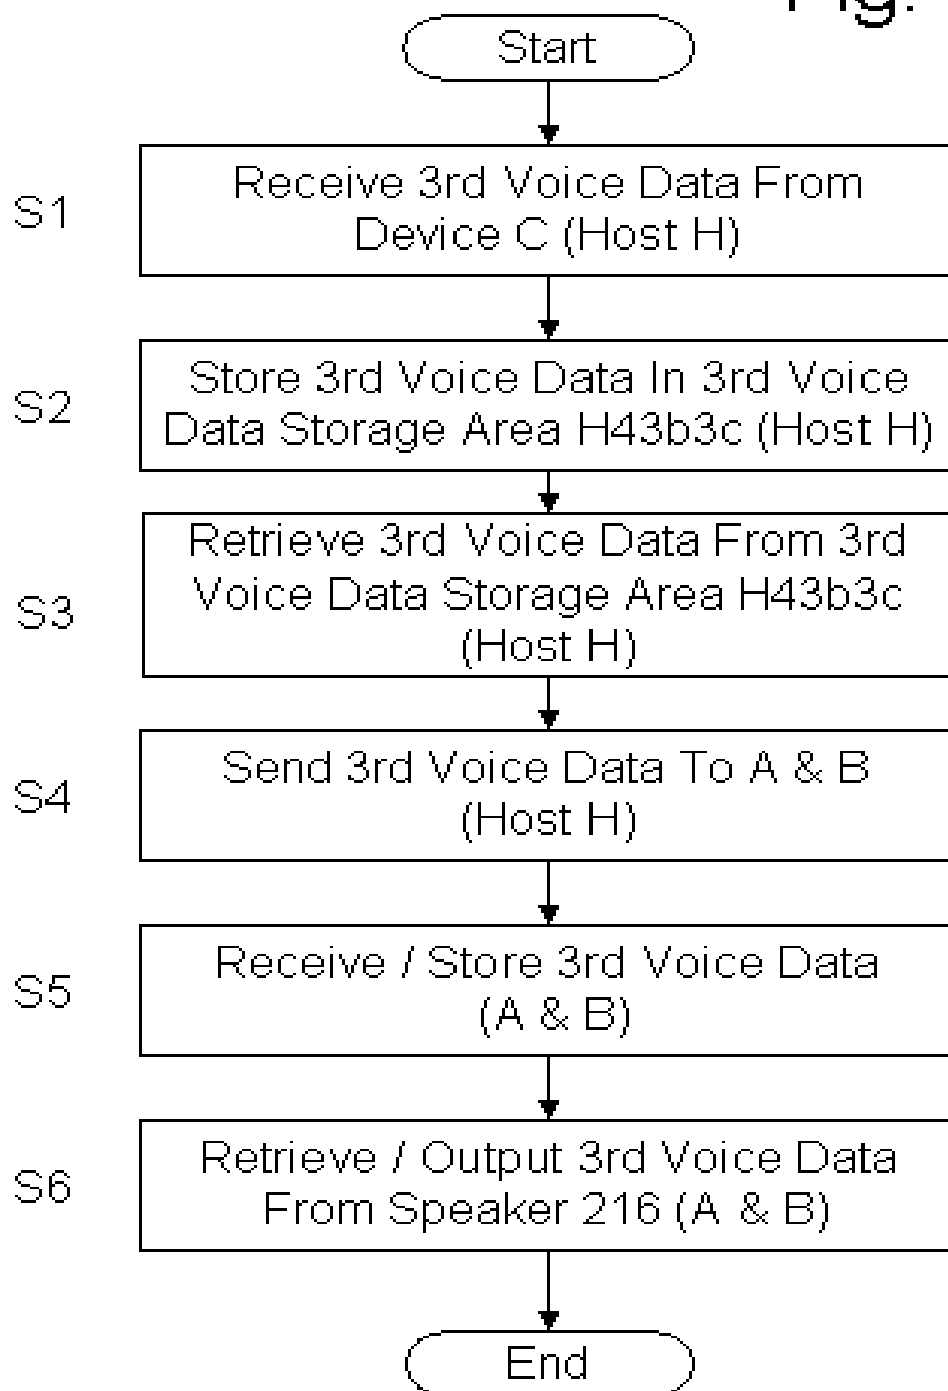 Fig.
Start
S1
Receive 3rd Voice Data From
Device C (Host H)
S2
Store 3rd Voice Data In 3rd Voice
Data Storage Area H43b3c (Host H)
S3
Retrieve 3rd Voice Data From 3rd
Voice Data Storage Area H43b3c
(Host H)
S4
Send 3rd Voice Data To A & B
(Host H)
S5
Receive / Store 3rd Voice Data
(A & B)
S6
Retrieve / Output 3rd Voice Data
From Speaker 216 (A & B)
End